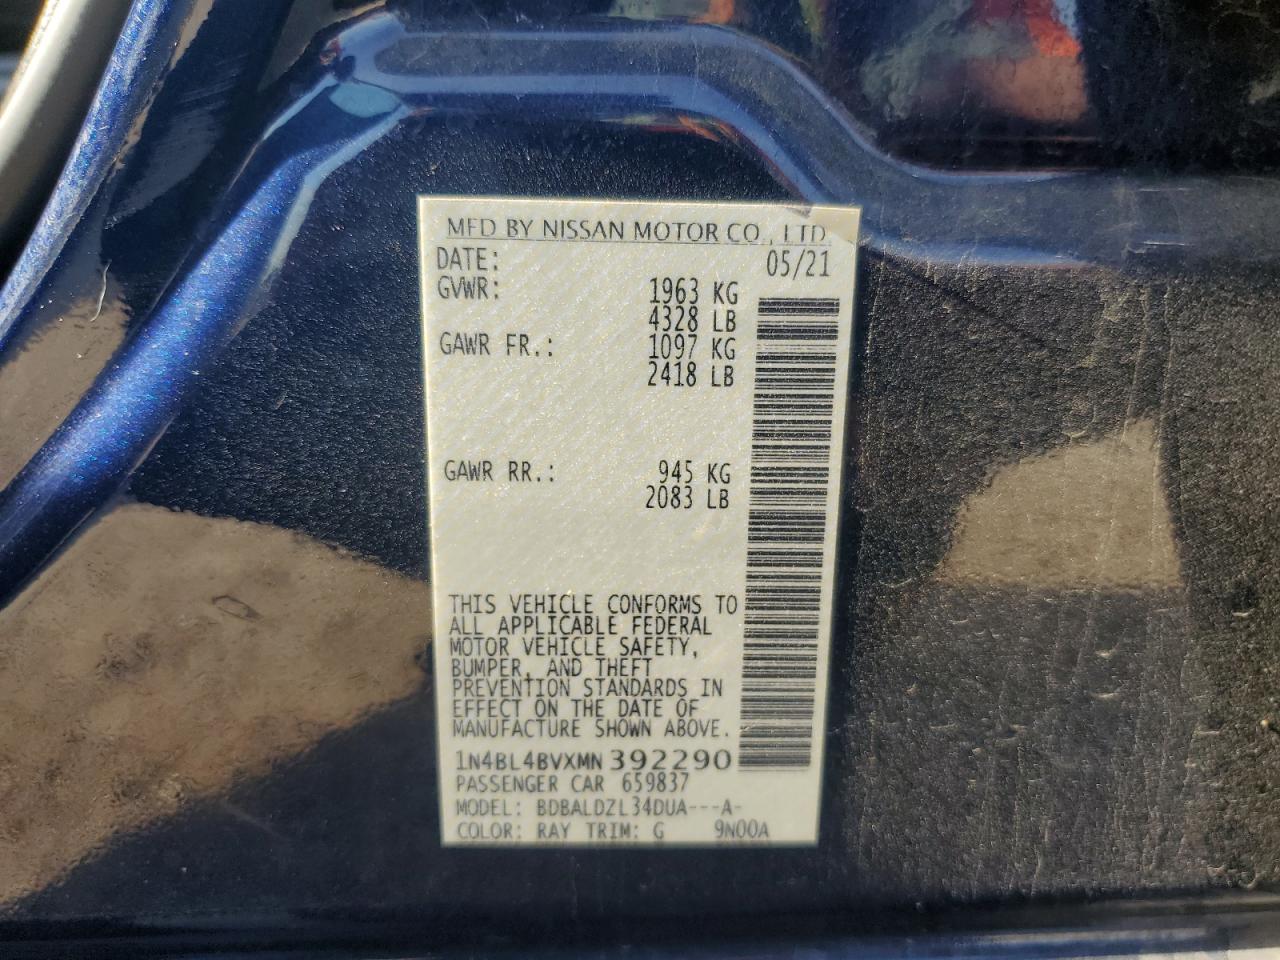 MFD BY NISSAN MOTOR CO., LTD.
DATE: 05/21
GVWR: 1963 KG
4328 LB
GAWR FR.: 1097 KG
2418 LB
GAWR RR.: 945 KG
2083 LB
THIS VEHICLE CONFORMS TO
ALL APPLICABLE FEDERAL
MOTOR VEHICLE SAFETY,
BUMPER, AND THEFT
PREVENTION STANDARDS IN
EFFECT ON THE DATE OF
MANUFACTURE SHOWN ABOVE.
1N4BL4BVXMN392290
PASSENGER CAR 659837
MODEL: BDBALDZL34DUA---A-
COLOR: RAY TRIM: G 9N00A